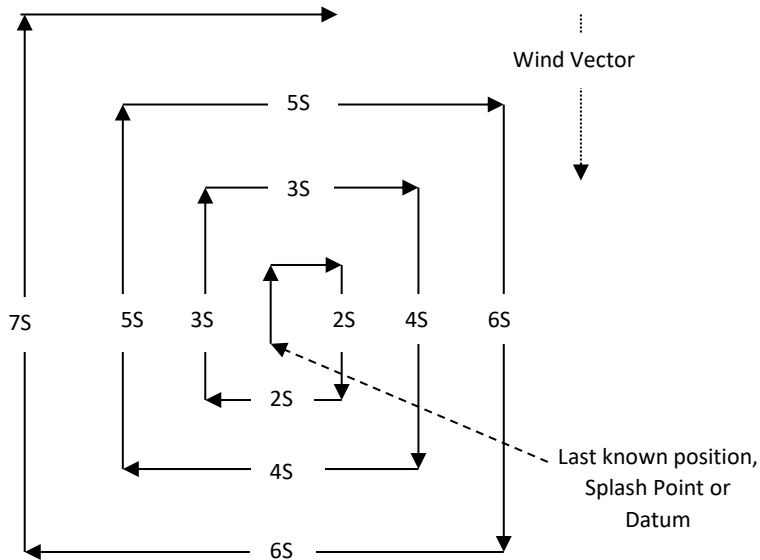 Wind Vector
5S
3S
7S
5S
3S
2S
4S
6S
2S
4S
6S
Last known position,
Splash Point or
Datum